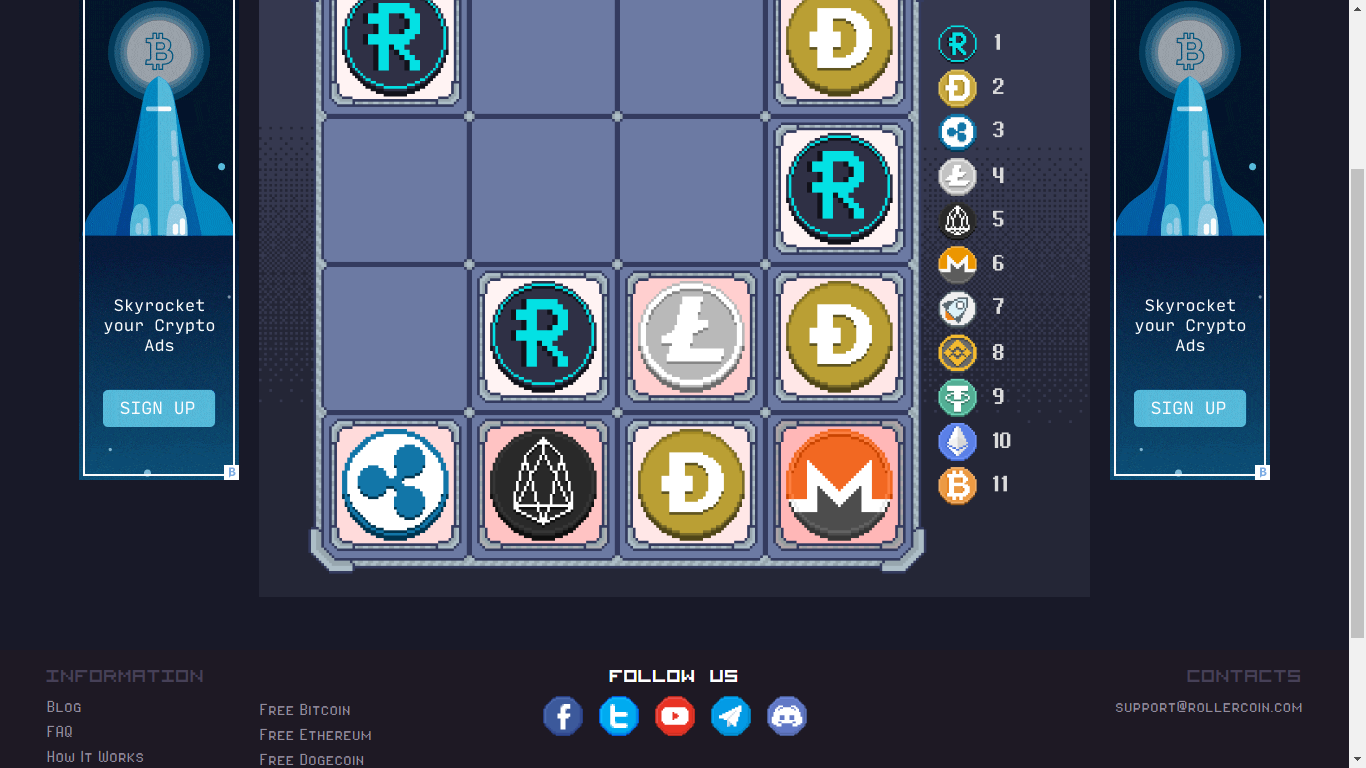 1
2
3
4
5
6
7
8
9
10
11
Skyrocket
your Crypto
Ads
SIGN UP
B
Skyrocket
your Crypto
Ads
SIGN UP
B
INFORMATION
Blog
FAQ
How It Works
Free Bitcoin
Free Ethereum
Free Dogecoin
FOLLOW US
CONTACTS
support@rollercoin.com